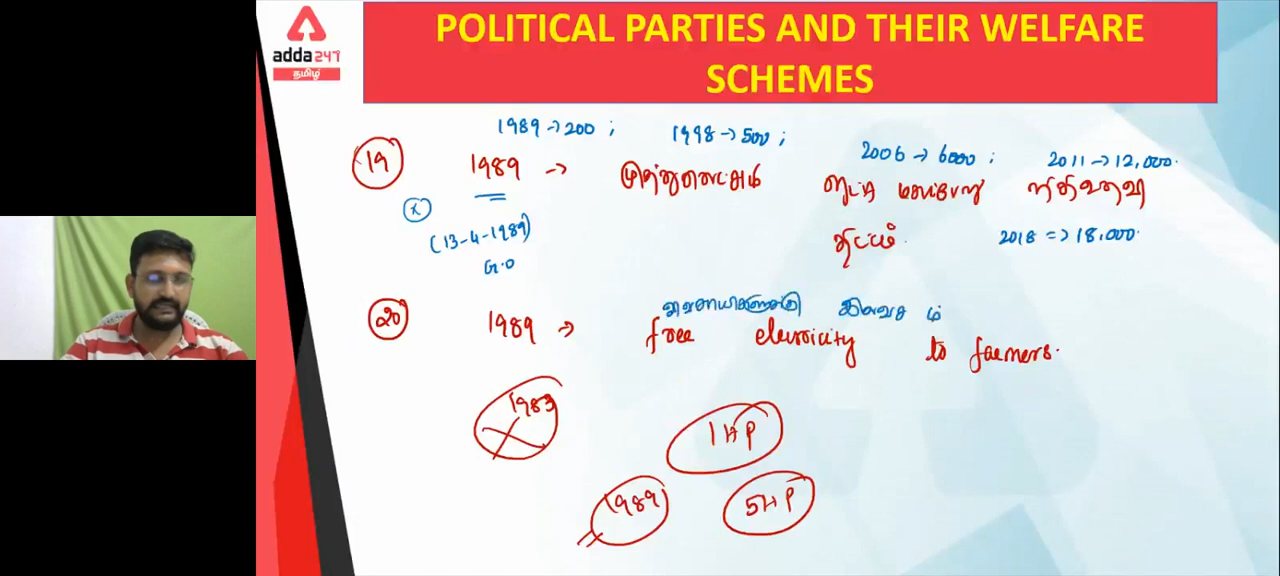 adda247
தமிழ்
POLITICAL PARTIES AND THEIR WELFARE
SCHEMES
1989 → 200 ; 1998 → 500 ; 2006 → 6000 ; 2011 → 12,000.
19 1989 → நிதிஉதவி
திட்டம். 2018 => 18,000.
(13-4-1989)
G.O
இலவசம்
20 1989 → free electricity to farmers.
1983
1HP
1989 5HP